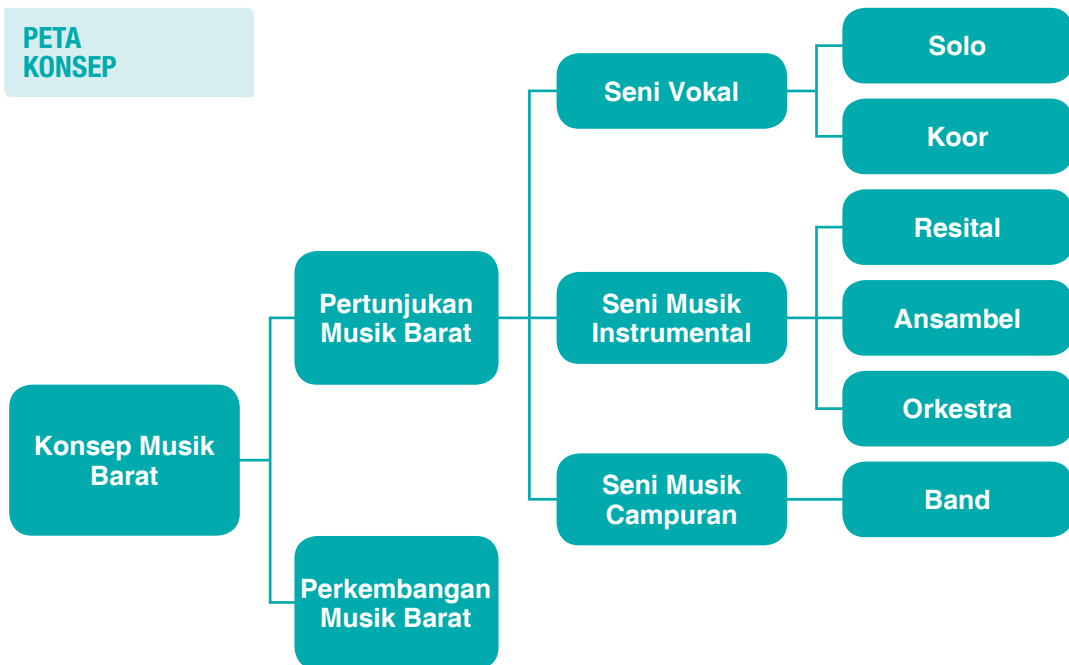 PETA
KONSEP
Konsep Musik
Barat
Pertunjukan
Musik Barat
Perkembangan
Musik Barat
Seni Vokal
Seni Musik
Instrumental
Seni Musik
Campuran
Solo
Koor
Resital
Ansambel
Orkestra
Band